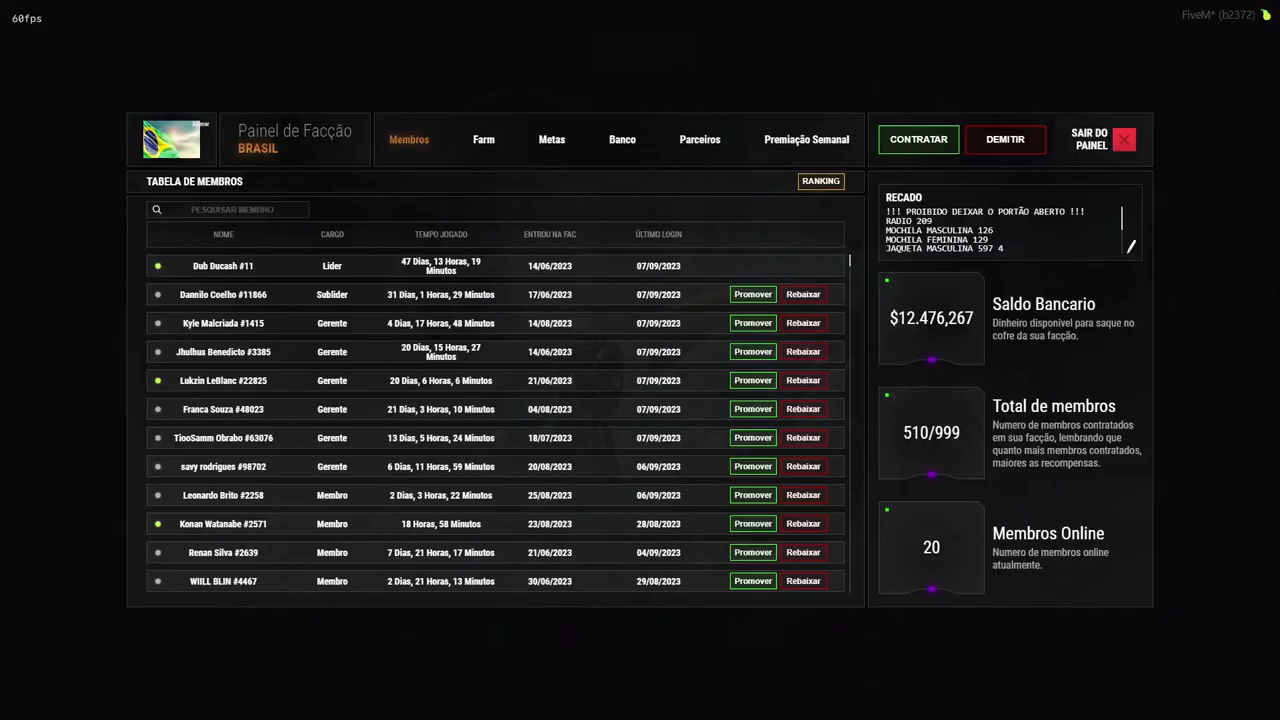 60fps
FiveM* (b2372)
Alterar
Painel de Facção
BRASIL
Membros
Farm
Metas
Banco
Parceiros
Premiação Semanal
CONTRATAR
DEMITIR
SAIR DO
PAINEL
TABELA DE MEMBROS
RANKING
PESQUISAR MEMBRO
NOME CARGO TEMPO JOGADO ENTROU NA FAC ÚLTIMO LOGIN
Dub Ducash #11 Lider 47 Dias, 13 Horas, 19
Minutos 14/06/2023 07/09/2023
Dannilo Coelho #11866 Sublider 31 Dias, 1 Horas, 29 Minutos 17/06/2023 07/09/2023 Promover Rebaixar
Kyle Malcriada #1415 Gerente 4 Dias, 17 Horas, 48 Minutos 14/08/2023 07/09/2023 Promover Rebaixar
Jhulhus Benedicto #3385 Gerente 20 Dias, 15 Horas, 27
Minutos 14/06/2023 07/09/2023 Promover Rebaixar
Lukzin LeBlanc #22825 Gerente 20 Dias, 6 Horas, 6 Minutos 21/06/2023 07/09/2023 Promover Rebaixar
Franca Souza #48023 Gerente 21 Dias, 3 Horas, 10 Minutos 04/08/2023 07/09/2023 Promover Rebaixar
TiooSamm Obrabo #63076 Gerente 13 Dias, 5 Horas, 24 Minutos 18/07/2023 07/09/2023 Promover Rebaixar
savy rodrigues #98702 Gerente 6 Dias, 11 Horas, 59 Minutos 20/08/2023 06/09/2023 Promover Rebaixar
Leonardo Brito #2258 Membro 2 Dias, 3 Horas, 22 Minutos 25/08/2023 06/09/2023 Promover Rebaixar
Konan Watanabe #2571 Membro 18 Horas, 58 Minutos 23/08/2023 28/08/2023 Promover Rebaixar
Renan Silva #2639 Membro 7 Dias, 21 Horas, 17 Minutos 21/06/2023 04/09/2023 Promover Rebaixar
WIILL BLIN #4467 Membro 2 Dias, 21 Horas, 13 Minutos 30/06/2023 29/08/2023 Promover Rebaixar
RECADO
!!! PROIBIDO DEIXAR O PORTÃO ABERTO !!!
RADIO 209
MOCHILA MASCULINA 126
MOCHILA FEMININA 129
JAQUETA MASCULINA 597 4
$12.476,267
Saldo Bancario
Dinheiro disponivel para saque no
cofre da sua facção.
510/999
Total de membros
Numero de membros contratados
em sua facção, lembrando que
quanto mais membros contratados,
maiores as recompensas.
20
Membros Online
Numero de membros online
atualmente.